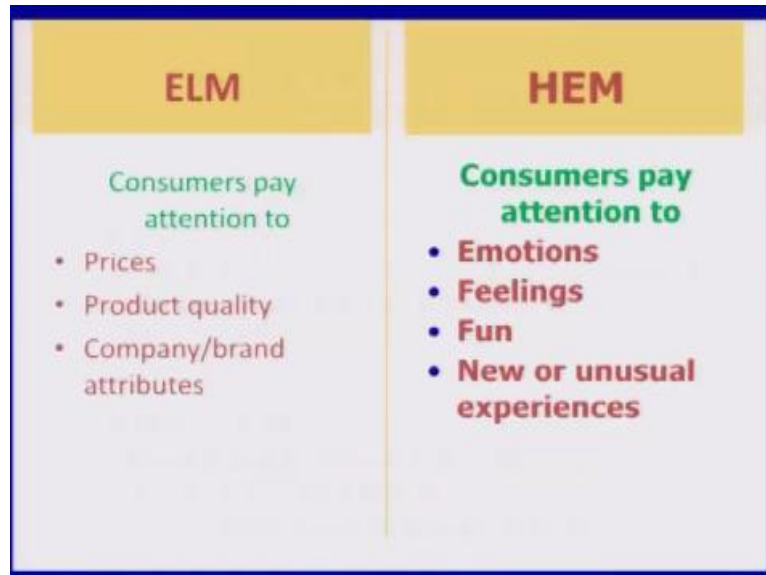 ELM
Consumers pay
attention to
• Prices
• Product quality
• Company/brand
attributes
HEM
Consumers pay
attention to
• Emotions
• Feelings
• Fun
• New or unusual
experiences